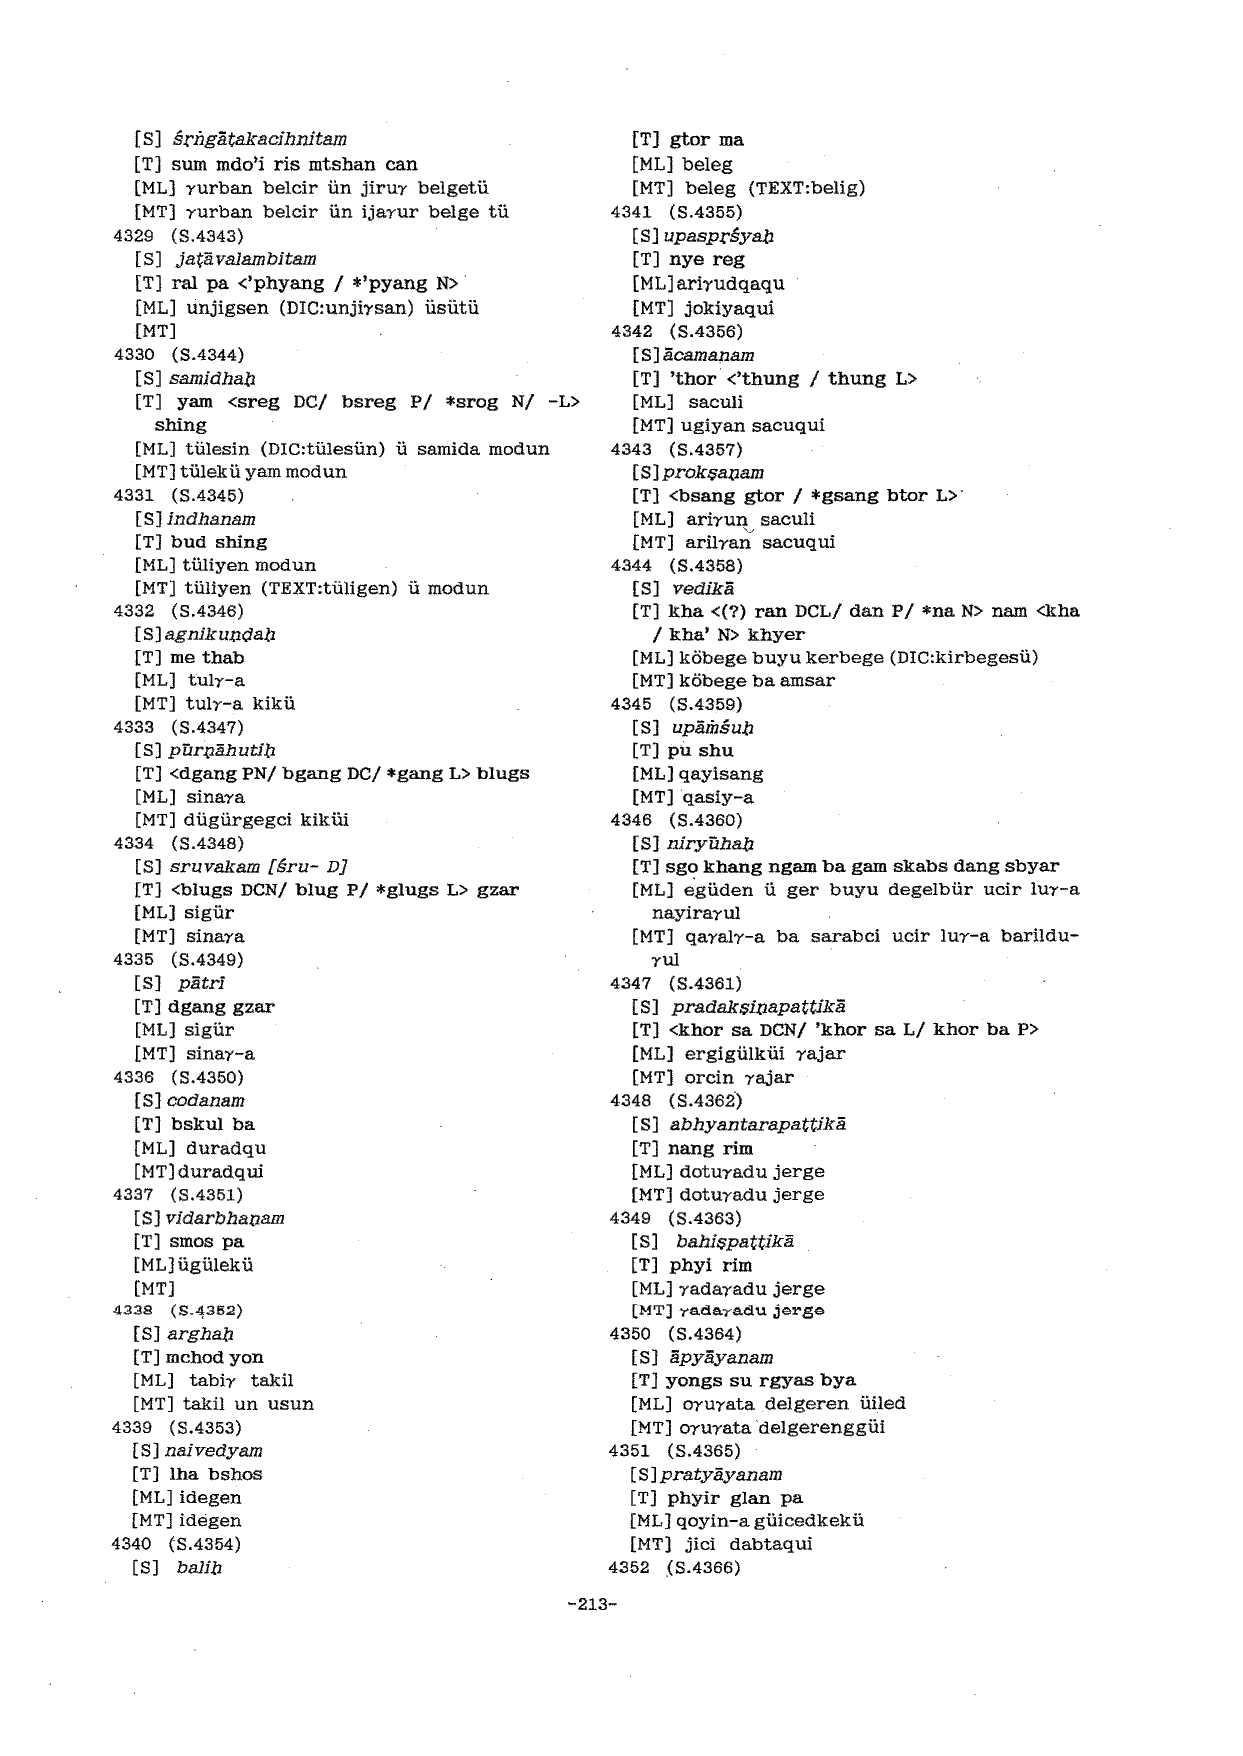 [S] śrṅgāṭakacihnitam
[T] sum mdo'i ris mtshan can
[ML] γurban belcir ün jiruγ belgetü
[MT] γurban belcir ün ijaγur belge tü
4329 (S.4343)
[S] jaṭāvalambitam
[T] ral pa <'phyang / *'pyang N>
[ML] unjigsen (DIC:unjiγsan) üsütü
[MT]
4330 (S.4344)
[S] samidhaḥ
[T] yam <sreg DC/ bsreg P/ *srog N/ -L>
shing
[ML] tülesin (DIC:tülesün) ü samida modun
[MT] tülekü yam modun
4331 (S.4345)
[S] indhanam
[T] bud shing
[ML] tüliyen modun
[MT] tüliyen (TEXT:tüligen) ü modun
4332 (S.4346)
[S] agnikuṇḍaḥ
[T] me thab
[ML] tulγ-a
[MT] tulγ-a kikü
4333 (S.4347)
[S] pūrṇāhutiḥ
[T] <dgang PN/ bgang DC/ *gang L> blugs
[ML] sinaγa
[MT] dügürgegci kiküi
4334 (S.4348)
[S] sruvakam [śru- D]
[T] <blugs DCN/ blug P/ *glugs L> gzar
[ML] sigür
[MT] sinaγa
4335 (S.4349)
[S] pātrī
[T] dgang gzar
[ML] sigür
[MT] sinaγ-a
4336 (S.4350)
[S] codanam
[T] bskul ba
[ML] duradqu
[MT] duradqui
4337 (S.4351)
[S] vidarbhaṇam
[T] smos pa
[ML] ügülekü
[MT]
4338 (S.4352)
[S] arghaḥ
[T] mchod yon
[ML] tabiγ takil
[MT] takil un usun
4339 (S.4353)
[S] naivedyam
[T] lha bshos
[ML] idegen
[MT] idegen
4340 (S.4354)
[S] baliḥ
[T] gtor ma
[ML] beleg
[MT] beleg (TEXT:belig)
4341 (S.4355)
[S] upaspṛśyaḥ
[T] nye reg
[ML] ariγudqaqu
[MT] jokiyaqui
4342 (S.4356)
[S] ācamanam
[T] 'thor <'thung / thung L>
[ML] saculi
[MT] ugiyan sacuqui
4343 (S.4357)
[S] prokṣaṇam
[T] <bsang gtor / *gsang btor L>
[ML] ariγun saculi
[MT] arilγan sacuqui
4344 (S.4358)
[S] vedikā
[T] kha <(?) ran DCL/ dan P/ *na N> nam <kha
/ kha' N> khyer
[ML] köbege buyu kerbege (DIC:kirbegesü)
[MT] köbege ba amsar
4345 (S.4359)
[S] upāṁśuḥ
[T] pu shu
[ML] qayisang
[MT] qasiy-a
4346 (S.4360)
[S] niryūhaḥ
[T] sgo khang ngam ba gam skabs dang sbyar
[ML] egüden ü ger buyu degelbür ucir luγ-a
nayiraγul
[MT] qaγalγ-a ba sarabci ucir luγ-a barildu-
γul
4347 (S.4361)
[S] pradakṣiṇapaṭṭikā
[T] <khor sa DCN/ 'khor sa L/ khor ba P>
[ML] ergigülküi γajar
[MT] orcin γajar
4348 (S.4362)
[S] abhyantarapaṭṭikā
[T] nang rim
[ML] dotuγadu jerge
[MT] dotuγadu jerge
4349 (S.4363)
[S] bahiṣpaṭṭikā
[T] phyi rim
[ML] γadaγadu jerge
[MT] γadaγadu jerge
4350 (S.4364)
[S] āpyāyanam
[T] yongs su rgyas bya
[ML] oγuγata delgeren üiled
[MT] oγuγata delgerenggüi
4351 (S.4365)
[S] pratyāyanam
[T] phyir glan pa
[ML] qoyin-a güicedkekü
[MT] jici dabtaqui
4352 (S.4366)
-213-